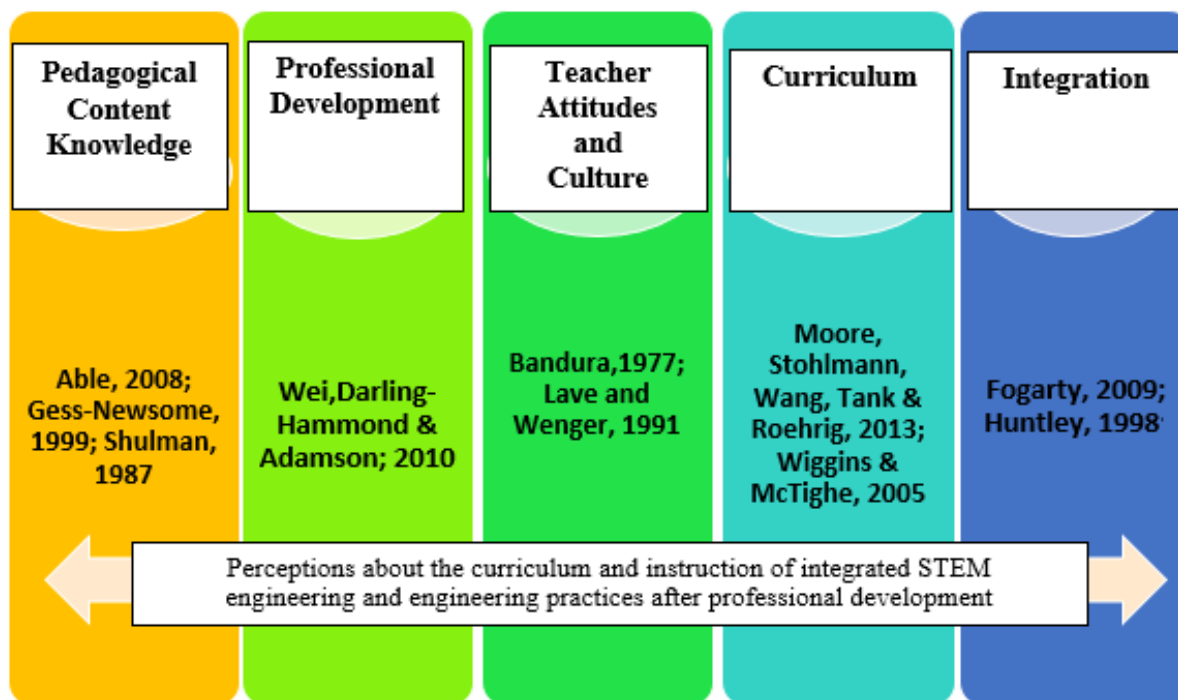 Pedagogical
Content
Knowledge
Professional
Development
Teacher
Attitudes
and
Culture
Curriculum
Integration
Able, 2008;
Gess-Newsome,
1999; Shulman,
1987
Wei,Darling-
Hammond &
Adamson; 2010
Bandura,1977;
Lave and
Wenger, 1991
Moore,
Stohlmann,
Wang, Tank &
Roehrig, 2013;
Wiggins &
McTighe, 2005
Fogarty, 2009;
Huntley, 1998
Perceptions about the curriculum and instruction of integrated STEM
engineering and engineering practices after professional development